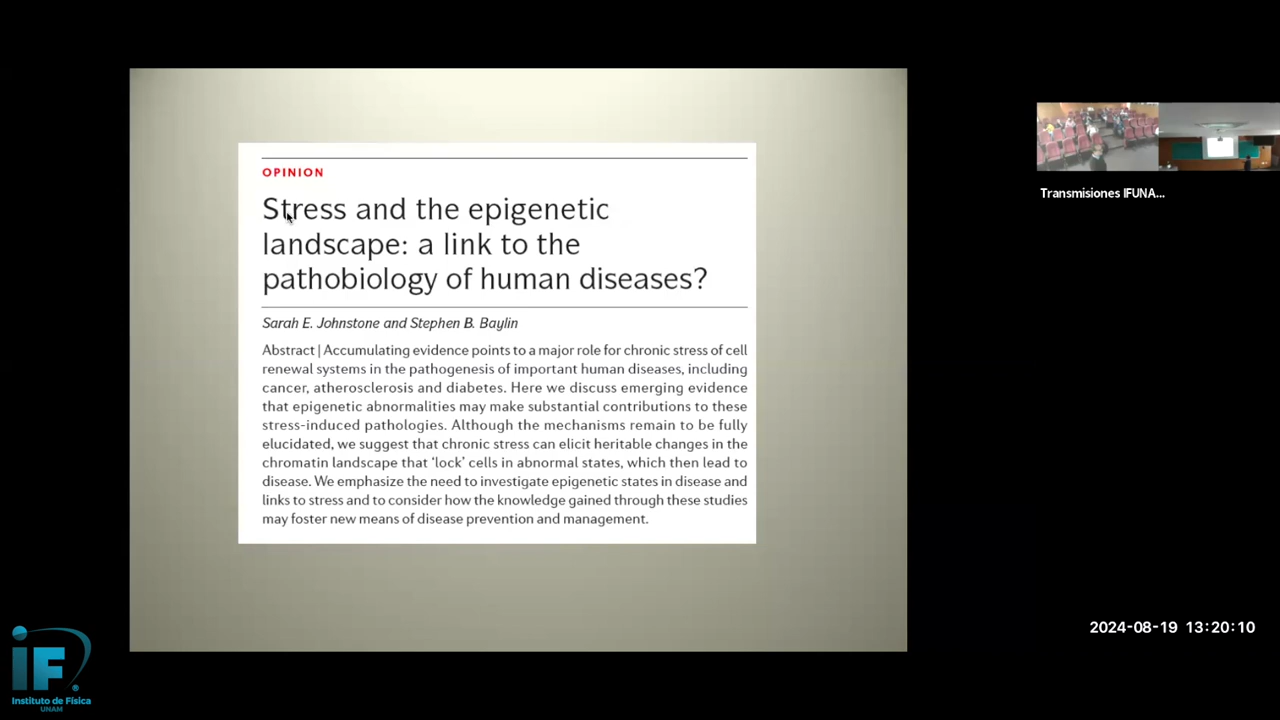 OPINION
Stress and the epigenetic
landscape: a link to the
pathobiology of human diseases?
Sarah E. Johnstone and Stephen B. Baylin
Abstract | Accumulating evidence points to a major role for chronic stress of cell
renewal systems in the pathogenesis of important human diseases, including
cancer, atherosclerosis and diabetes. Here we discuss emerging evidence
that epigenetic abnormalities may make substantial contributions to these
stress-induced pathologies. Although the mechanisms remain to be fully
elucidated, we suggest that chronic stress can elicit heritable changes in the
chromatin landscape that ‘lock’ cells in abnormal states, which then lead to
disease. We emphasize the need to investigate epigenetic states in disease and
links to stress and to consider how the knowledge gained through these studies
may foster new means of disease prevention and management.
Transmisiones IFUNA...
2024-08-19 13:20:10
iF
®
Instituto de Física
UNAM